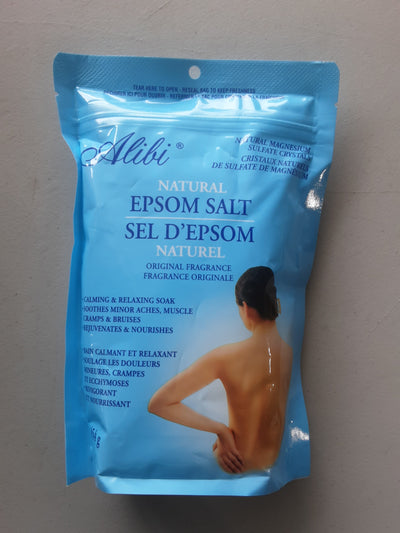 TEAR HERE TO OPEN - RESEAL BAG TO KEEP FRESHNESS
Alibi®
NATURAL MAGNESIUM
SULFATE CRYSTALS
CRISTAUX NATURELS
DE SULFATE DE MAGNÉSIUM
NATURAL
EPSOM SALT
SEL D'EPSOM
NATUREL
ORIGINAL FRAGRANCE
FRAGRANCE ORIGINALE
CALMING & RELAXING SOAK
SOOTHES MINOR ACHES, MUSCLE
CRAMPS & BRUISES
REJUVENATES & NOURISHES
BAIN CALMANT ET RELAXANT
SOULAGE LES DOULEURS
MINEURES, CRAMPES
ET ECCHYMOSES
REVIGORANT
ET NOURRISSANT